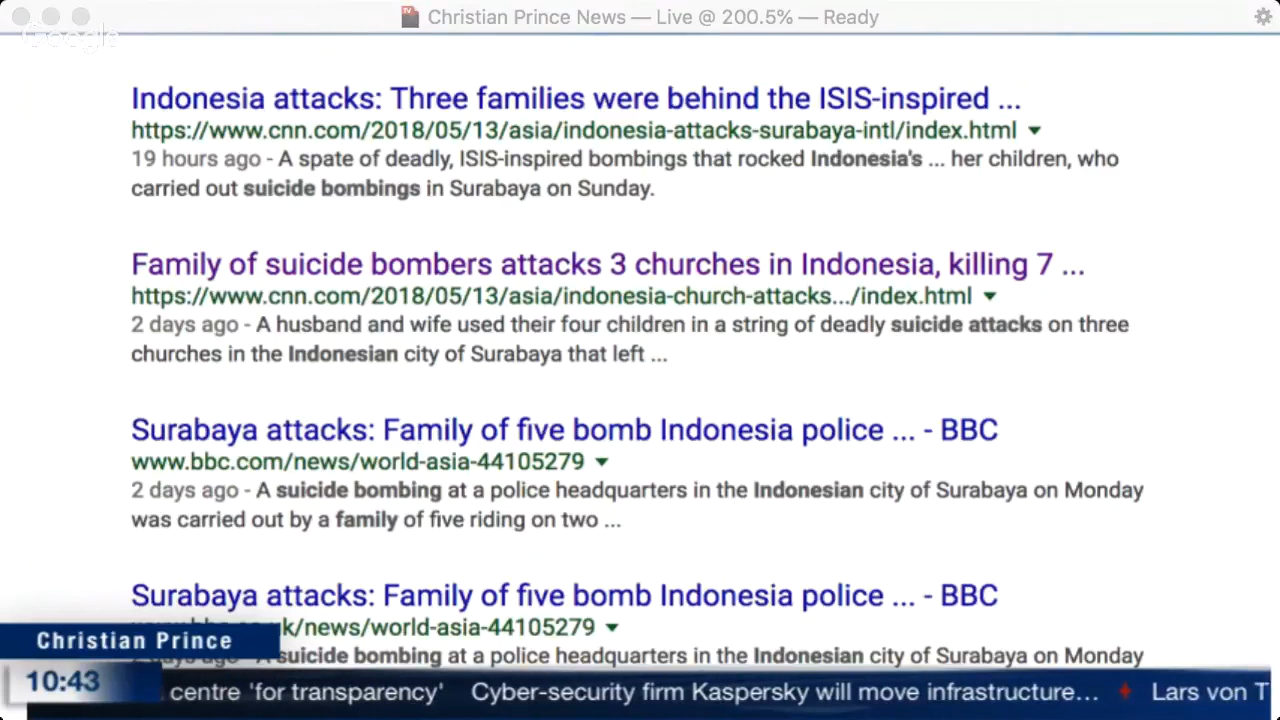 Christian Prince News — Live @ 200.5% — Ready
Google
Indonesia attacks: Three families were behind the ISIS-inspired ...
https://www.cnn.com/2018/05/13/asia/indonesia-attacks-surabaya-intl/index.html
19 hours ago - A spate of deadly, ISIS-inspired bombings that rocked Indonesia's ... her children, who
carried out suicide bombings in Surabaya on Sunday.
Family of suicide bombers attacks 3 churches in Indonesia, killing 7 ...
https://www.cnn.com/2018/05/13/asia/indonesia-church-attacks.../index.html
2 days ago - A husband and wife used their four children in a string of deadly suicide attacks on three
churches in the Indonesian city of Surabaya that left ...
Surabaya attacks: Family of five bomb Indonesia police ... - BBC
www.bbc.com/news/world-asia-44105279
2 days ago - A suicide bombing at a police headquarters in the Indonesian city of Surabaya on Monday
was carried out by a family of five riding on two ...
Surabaya attacks: Family of five bomb Indonesia police ... - BBC
k/news/world-asia-44105279
suicide bombing at a police headquarters in the Indonesian city of Surabaya on Monday
Christian Prince
10:43
centre 'for transparency' Cyber-security firm Kaspersky will move infrastructure... Lars von T